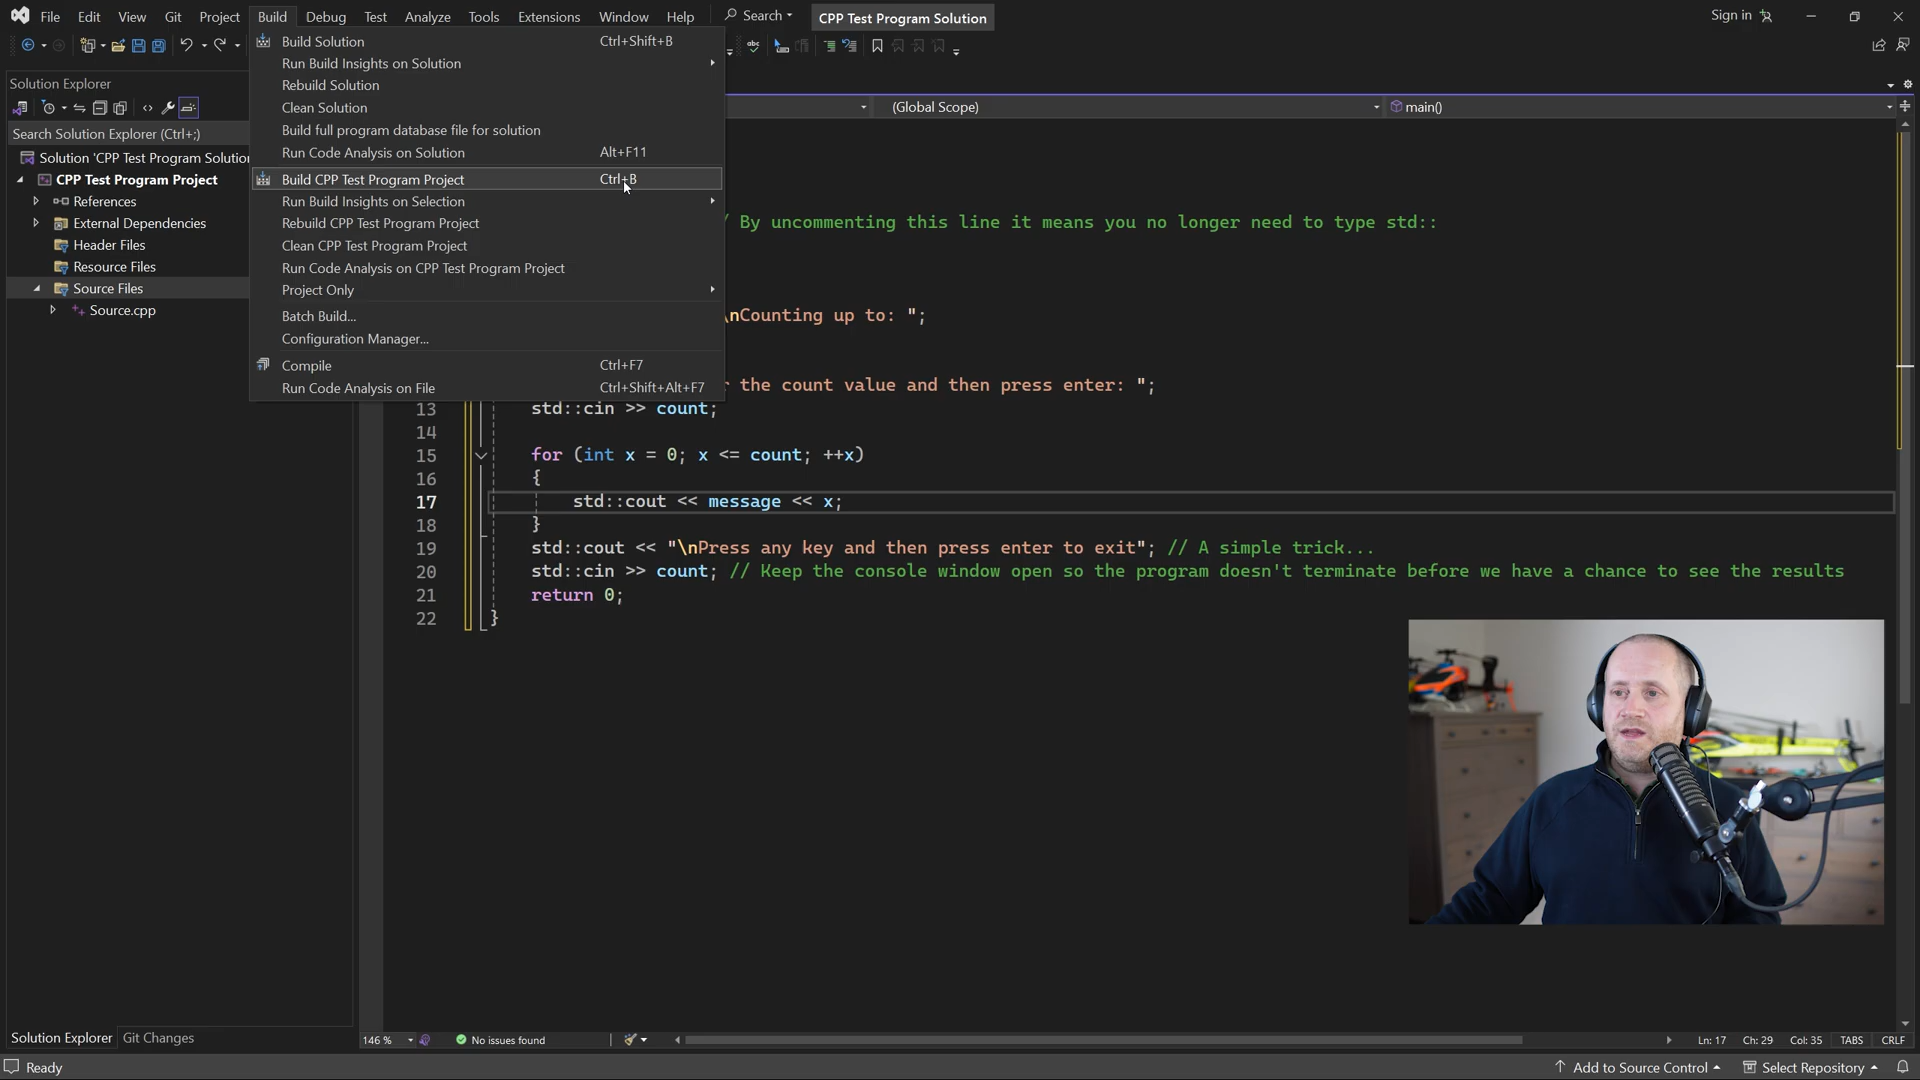 File Edit View Git Project Build Debug Test Analyze Tools Extensions Window Help Search CPP Test Program Solution Sign in
Solution Explorer
Search Solution Explorer (Ctrl+;)
Solution 'CPP Test Program Solution
CPP Test Program Project
References
External Dependencies
Header Files
Resource Files
Source Files
Source.cpp
Build Solution Ctrl+Shift+B
Run Build Insights on Solution
Rebuild Solution
Clean Solution
Build full program database file for solution
Run Code Analysis on Solution Alt+F11
Build CPP Test Program Project Ctrl+B
Run Build Insights on Selection
Rebuild CPP Test Program Project
Clean CPP Test Program Project
Run Code Analysis on CPP Test Program Project
Project Only
Batch Build...
Configuration Manager...
Compile Ctrl+F7
Run Code Analysis on File Ctrl+Shift+Alt+F7
(Global Scope) main()
/ By uncommenting this line it means you no longer need to type std::
\nCounting up to: ";
r the count value and then press enter: ";
13 std::cin >> count;
14
15 for (int x = 0; x <= count; ++x)
16 {
17 std::cout << message << x;
18 }
19 std::cout << "\nPress any key and then press enter to exit"; // A simple trick...
20 std::cin >> count; // Keep the console window open so the program doesn't terminate before we have a chance to see the results
21 return 0;
22 }
Solution Explorer Git Changes
146 % No issues found Ln: 17 Ch: 29 Col: 35 TABS CRLF
Ready Add to Source Control Select Repository